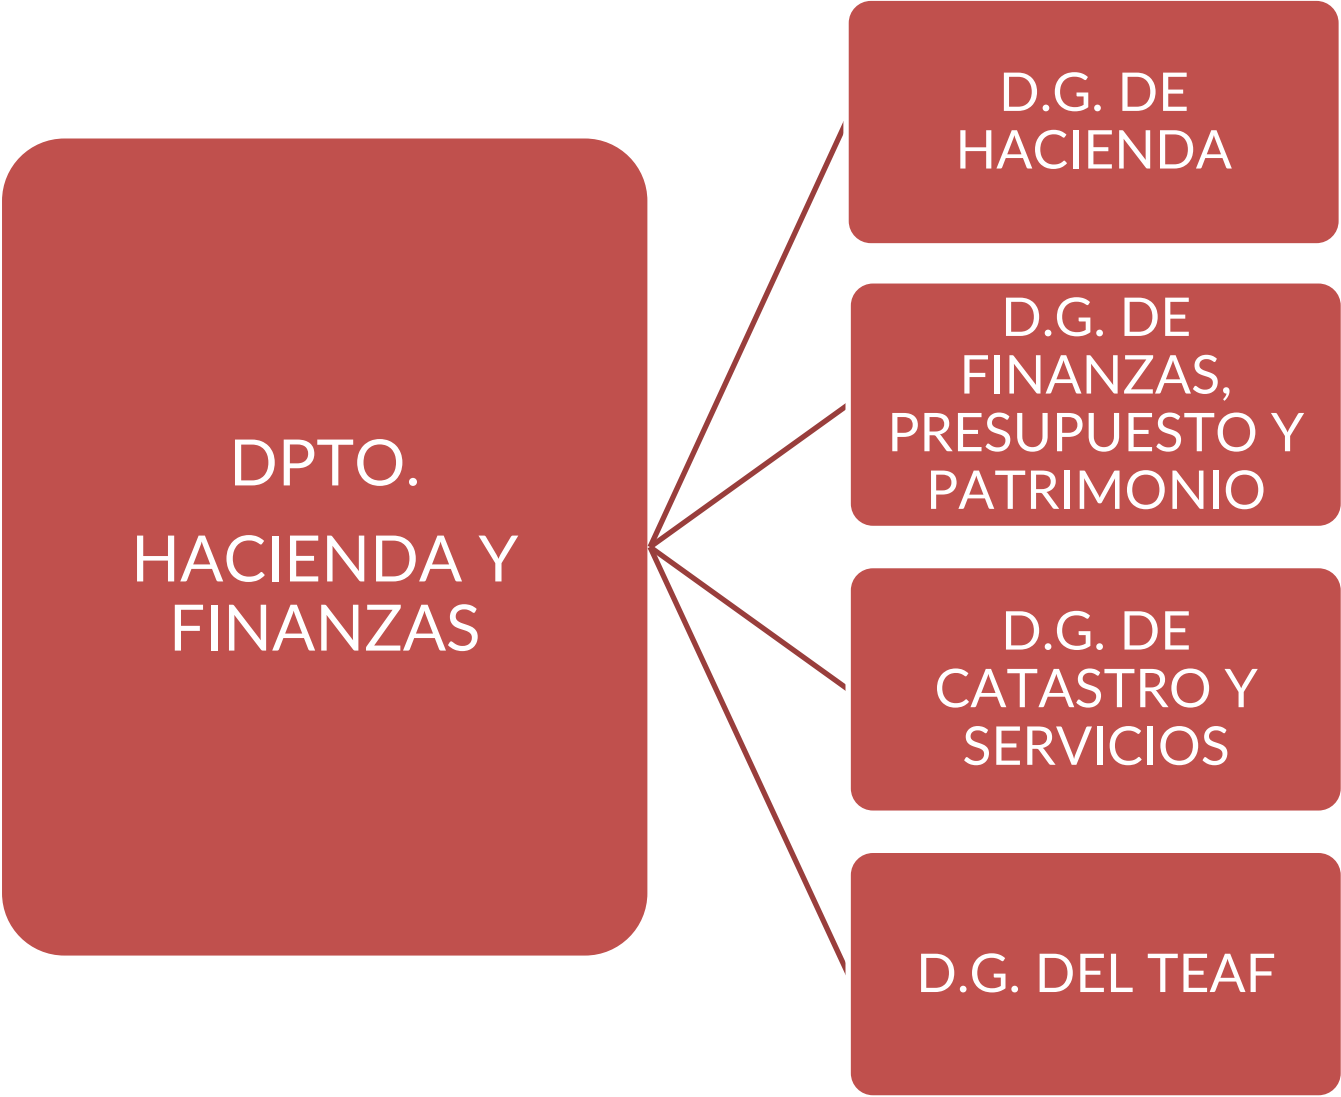 DPTO.
HACIENDA Y
FINANZAS
D.G. DE
HACIENDA
D.G. DE
FINANZAS,
PRESUPUESTO Y
PATRIMONIO
D.G. DE
CATASTRO Y
SERVICIOS
D.G. DEL TEAF